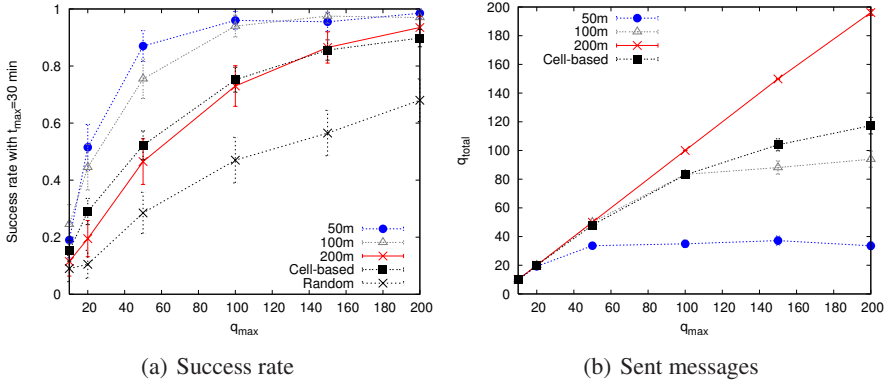 Success rate with t_max=30 min
1
0.8
0.6
0.4
0.2
0
20 40 60 80 100 120 140 160 180 200
q_max
50m
100m
200m
Cell-based
Random
(a) Success rate
q_total
200
180
160
140
120
100
80
60
40
20
0
20 40 60 80 100 120 140 160 180 200
q_max
50m
100m
200m
Cell-based
(b) Sent messages